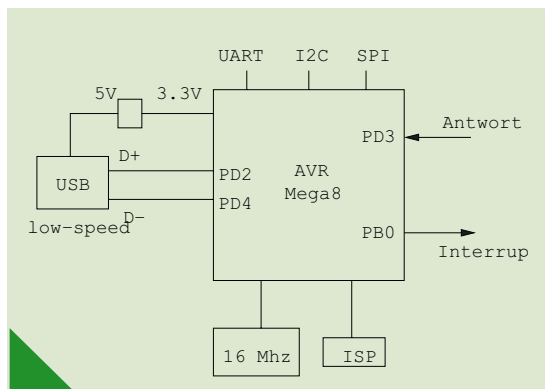 UART I2C SPI
5V 3.3V
Antwort
PD3
D+
AVR
USB
PD2
Mega8
PD4
D-
low-speed
PB0
Interrup
16 Mhz
ISP